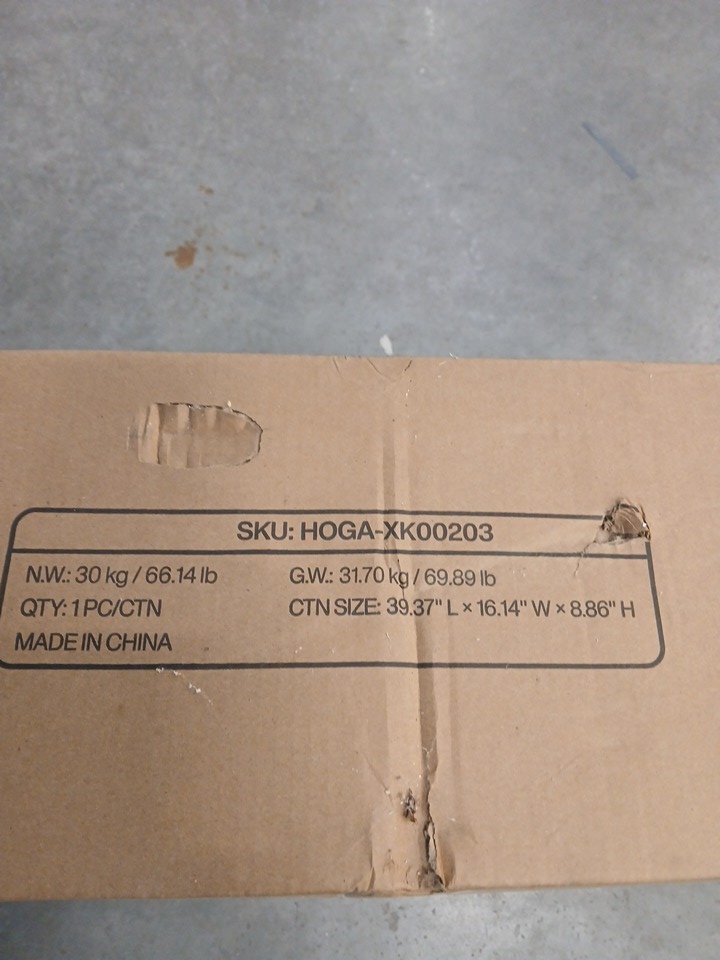 SKU: HOGA-XK00203
N.W.: 30 kg / 66.14 lb
G.W.: 31.70 kg / 69.89 lb
QTY: 1 PC/CTN
CTN SIZE: 39.37" L × 16.14" W × 8.86" H
MADE IN CHINA